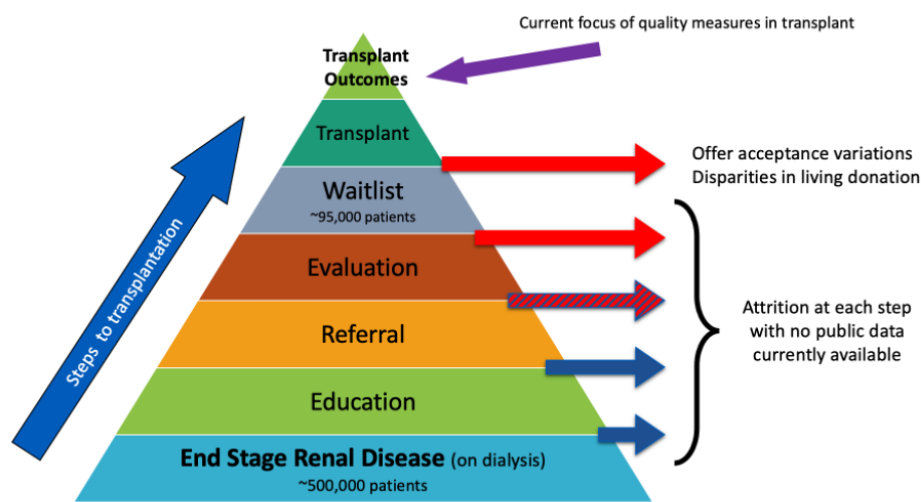 Current focus of quality measures in transplant
Transplant
Outcomes
Transplant
Offer acceptance variations
Disparities in living donation
Waitlist
~95,000 patients
Steps to transplantation
Evaluation
Attrition at each step
with no public data
currently available
Referral
Education
End Stage Renal Disease (on dialysis)
~500,000 patients